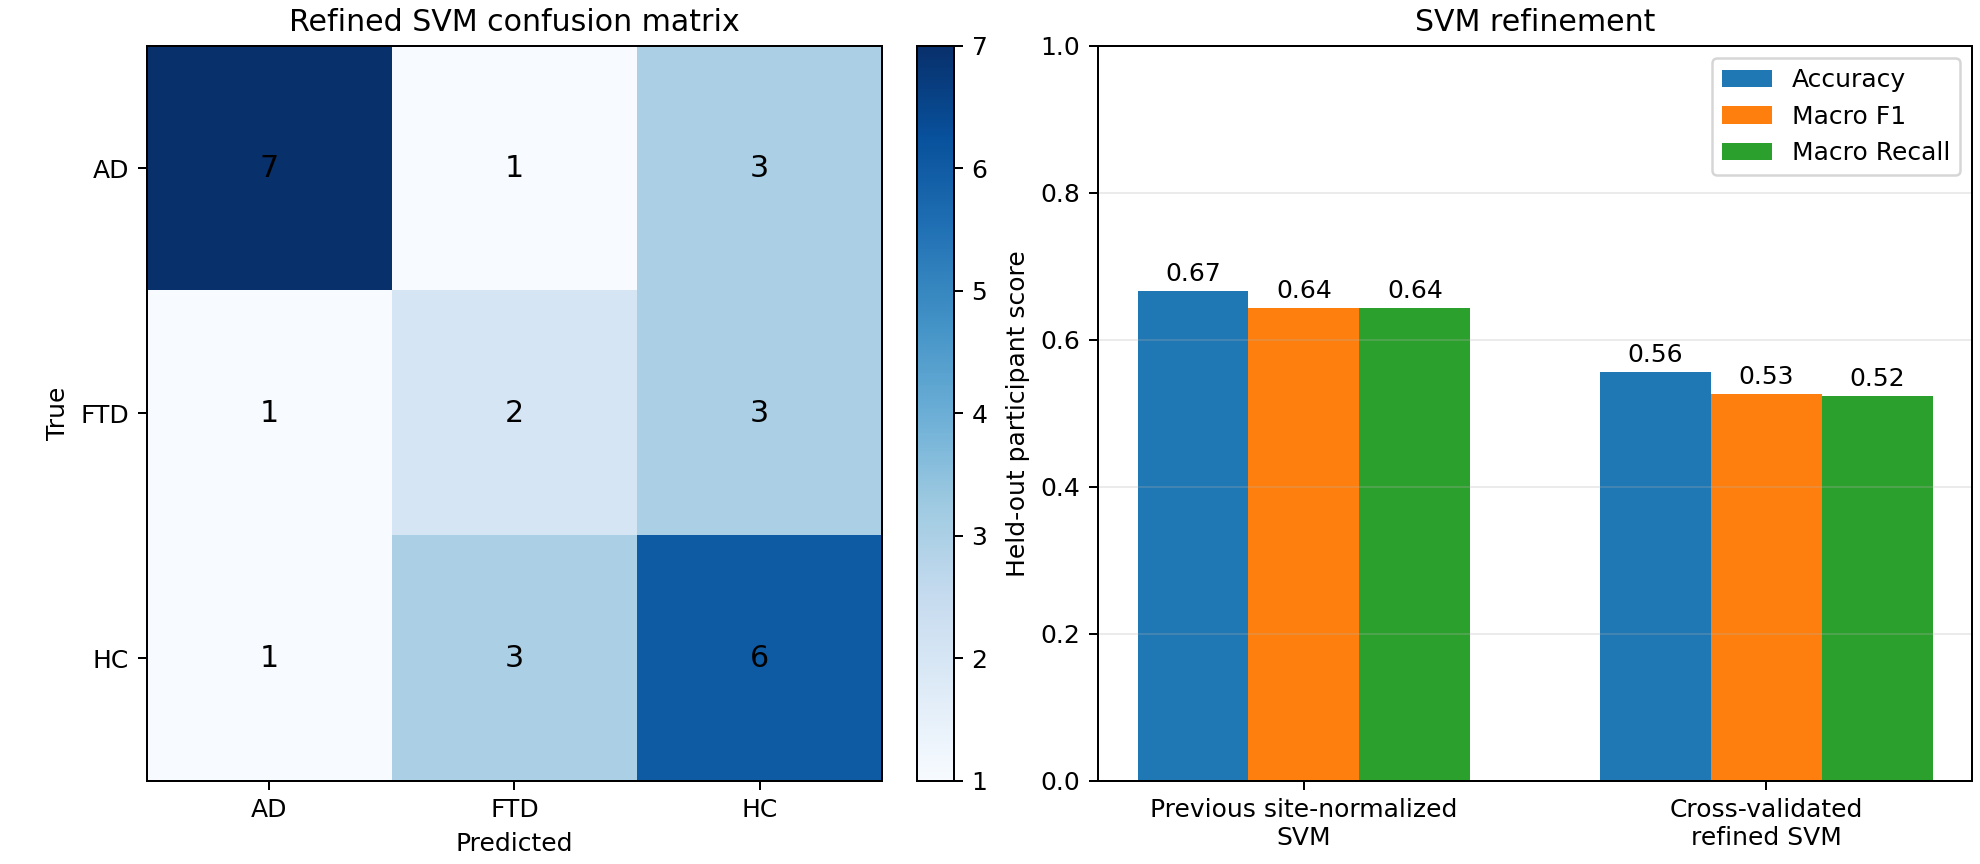 Refined SVM confusion matrix
True
AD
FTD
HC
7 1 3
1 2 3
1 3 6
AD FTD HC
Predicted
7
6
5
4
3
2
1
SVM refinement
Held-out participant score
1.0
0.8
0.6
0.4
0.2
0.0
Accuracy
Macro F1
Macro Recall
0.67 0.64 0.64
0.56 0.53 0.52
Previous site-normalized
SVM
Cross-validated
refined SVM